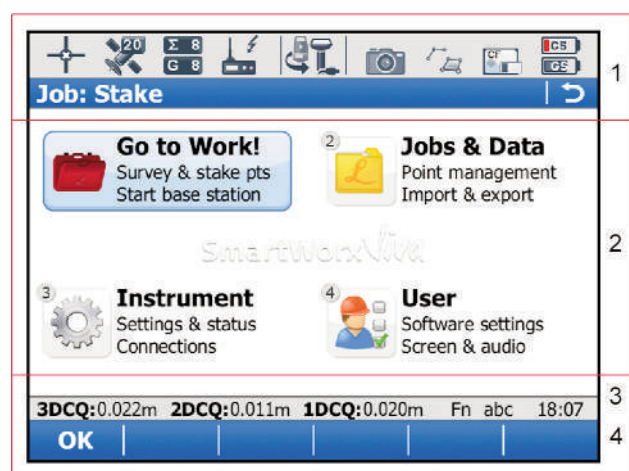 20 Σ 8 CF CS
G 8 GS
Job: Stake
1
Go to Work!
Survey & stake pts
Start base station
2 Jobs & Data
Point management
Import & export
SmartWorx Viva
2
3 Instrument
Settings & status
Connections
4 User
Software settings
Screen & audio
3DCQ:0.022m 2DCQ:0.011m 1DCQ:0.020m Fn abc 18:07
3
OK
4